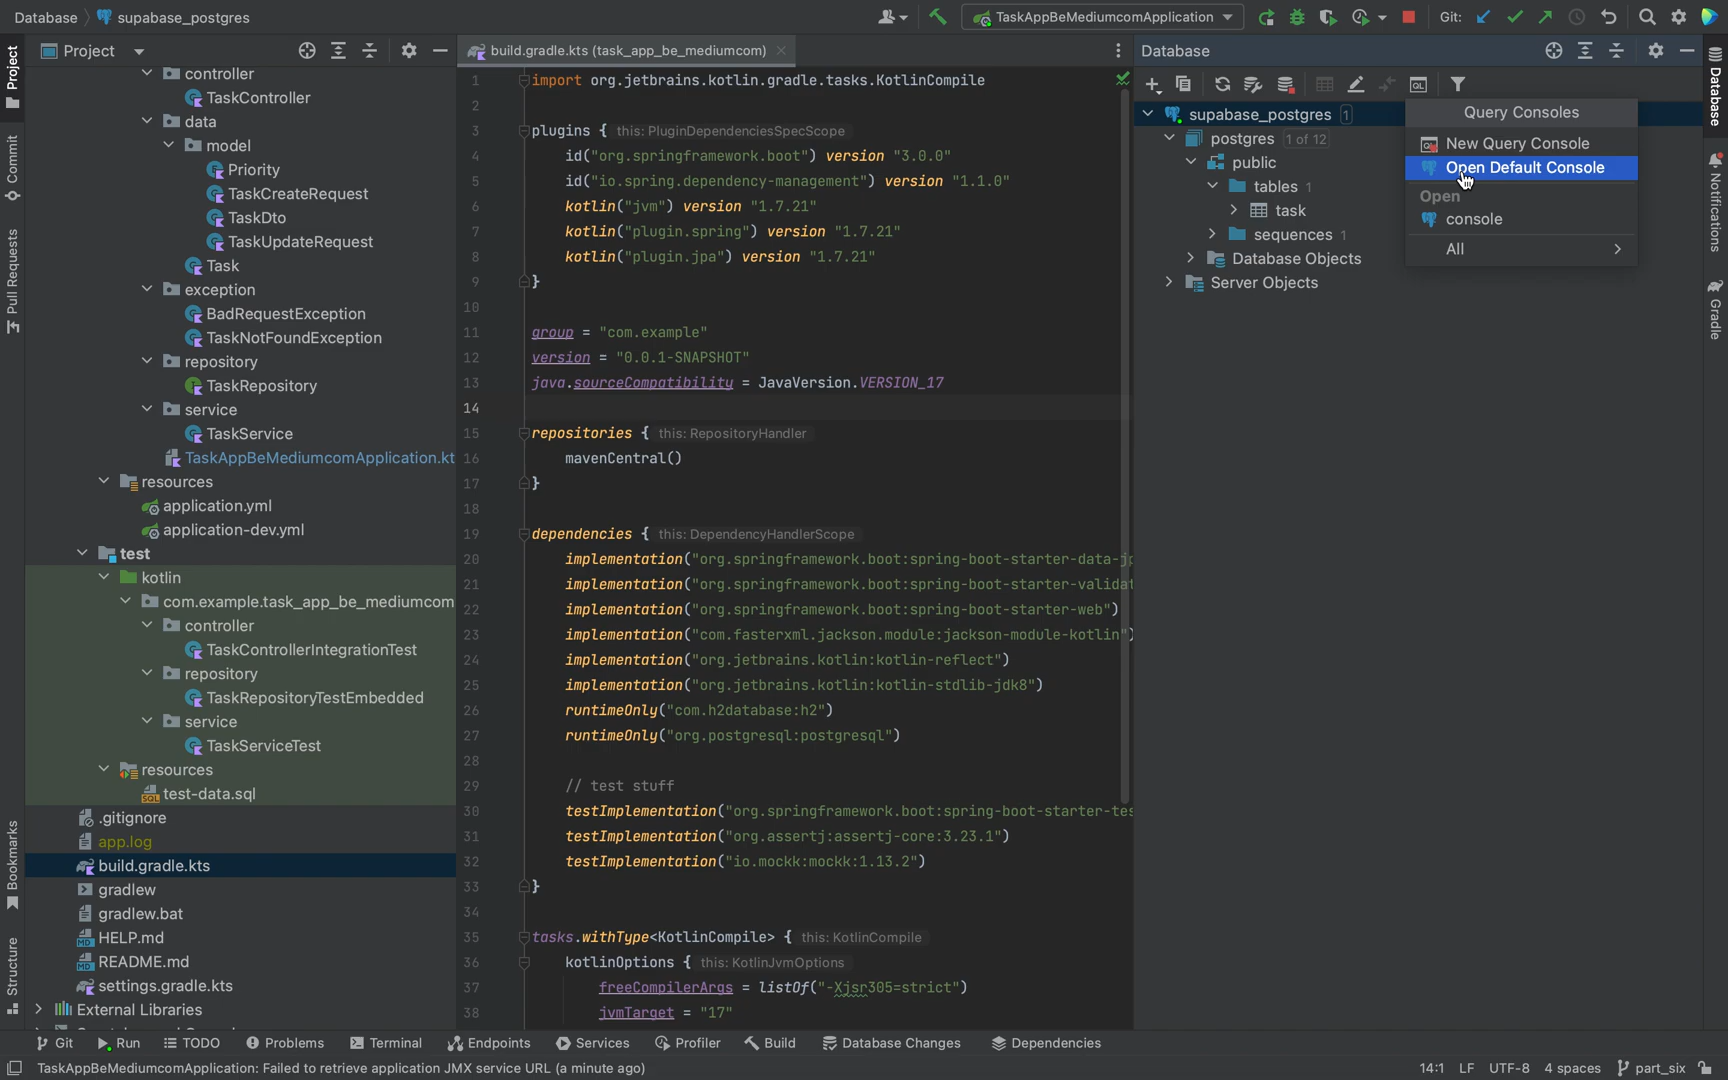 Database
supabase_postgres
TaskAppBeMediumcomApplication
Git:
Project
build.gradle.kts (task_app_be_mediumcom)
Database
Project
Commit
Pull Requests
Bookmarks
Structure
controller
TaskController
data
model
Priority
TaskCreateRequest
TaskDto
TaskUpdateRequest
Task
exception
BadRequestException
TaskNotFoundException
repository
TaskRepository
service
TaskService
TaskAppBeMediumcomApplication.kt
resources
application.yml
application-dev.yml
test
kotlin
com.example.task_app_be_mediumcom
controller
TaskControllerIntegrationTest
repository
TaskRepositoryTestEmbedded
service
TaskServiceTest
resources
test-data.sql
.gitignore
app.log
build.gradle.kts
gradlew
gradlew.bat
HELP.md
README.md
settings.gradle.kts
External Libraries
1 import org.jetbrains.kotlin.gradle.tasks.KotlinCompile
2
3 plugins { this: PluginDependenciesSpecScope
4 id("org.springframework.boot") version "3.0.0"
5 id("io.spring.dependency-management") version "1.1.0"
6 kotlin("jvm") version "1.7.21"
7 kotlin("plugin.spring") version "1.7.21"
8 kotlin("plugin.jpa") version "1.7.21"
9 }
10
11 group = "com.example"
12 version = "0.0.1-SNAPSHOT"
13 java.sourceCompatibility = JavaVersion.VERSION_17
14
15 repositories { this: RepositoryHandler
16 mavenCentral()
17 }
18
19 dependencies { this: DependencyHandlerScope
20 implementation("org.springframework.boot:spring-boot-starter-data-jp
21 implementation("org.springframework.boot:spring-boot-starter-validat
22 implementation("org.springframework.boot:spring-boot-starter-web")
23 implementation("com.fasterxml.jackson.module:jackson-module-kotlin")
24 implementation("org.jetbrains.kotlin:kotlin-reflect")
25 implementation("org.jetbrains.kotlin:kotlin-stdlib-jdk8")
26 runtimeOnly("com.h2database:h2")
27 runtimeOnly("org.postgresql:postgresql")
28
29 // test stuff
30 testImplementation("org.springframework.boot:spring-boot-starter-tes
31 testImplementation("org.assertj:assertj-core:3.23.1")
32 testImplementation("io.mockk:mockk:1.13.2")
33 }
34
35 tasks.withType<KotlinCompile> { this: KotlinCompile
36 kotlinOptions { this: KotlinJvmOptions
37 freeCompilerArgs = listOf("-Xjsr305=strict")
38 jvmTarget = "17"
supabase_postgres 1
postgres 1 of 12
public
tables 1
task
sequences 1
Database Objects
Server Objects
Query Consoles
New Query Console
Open Default Console
Open
console
All
Database
Notifications
Gradle
Git
Run
TODO
Problems
Terminal
Endpoints
Services
Profiler
Build
Database Changes
Dependencies
TaskAppBeMediumcomApplication: Failed to retrieve application JMX service URL (a minute ago)
14:1
LF
UTF-8
4 spaces
part_six